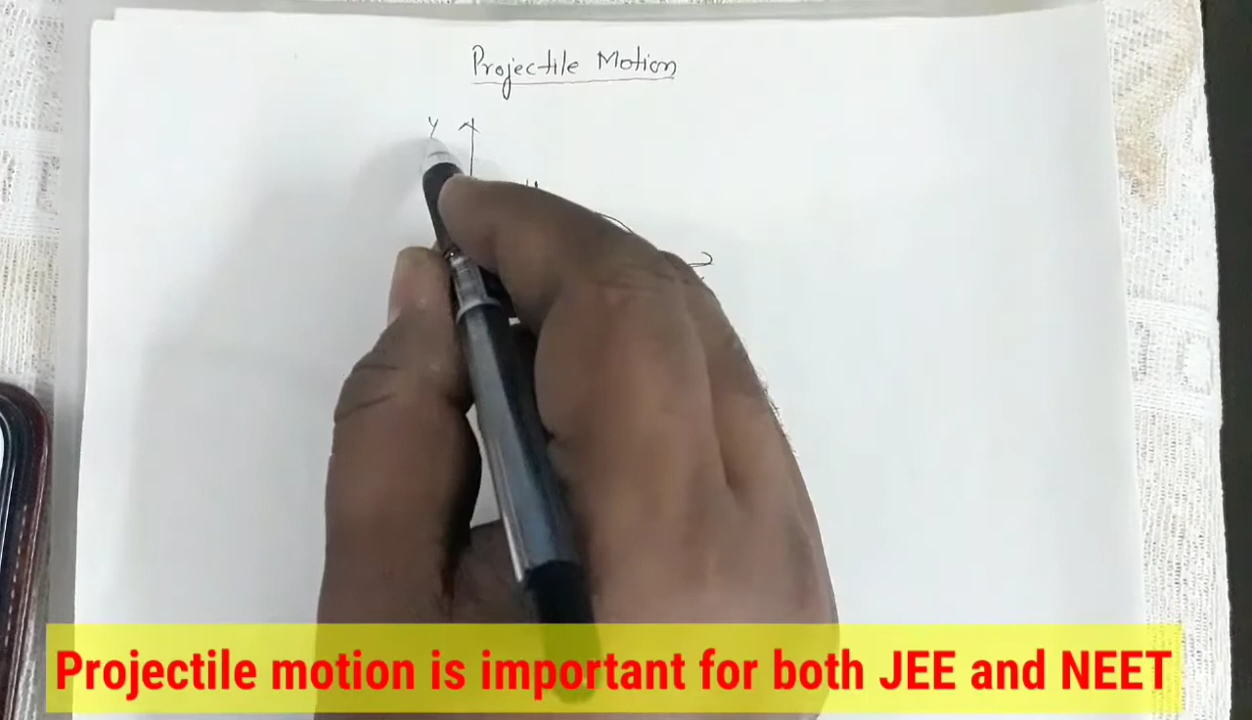 Projectile Motion
Y
Projectile motion is important for both JEE and NEET